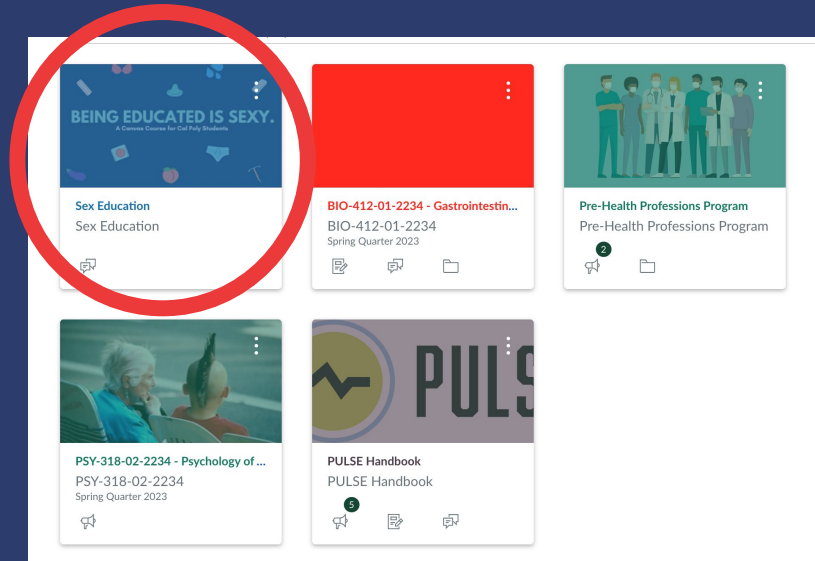 BEING EDUCATED IS SEXY.
A Canvas Course for Cal Poly Students
Sex Education
Sex Education
BIO-412-01-2234 - Gastrointestin...
BIO-412-01-2234
Spring Quarter 2023
Pre-Health Professions Program
Pre-Health Professions Program
2
PSY-318-02-2234 - Psychology of ...
PSY-318-02-2234
Spring Quarter 2023
PULS
PULSE Handbook
PULSE Handbook
5